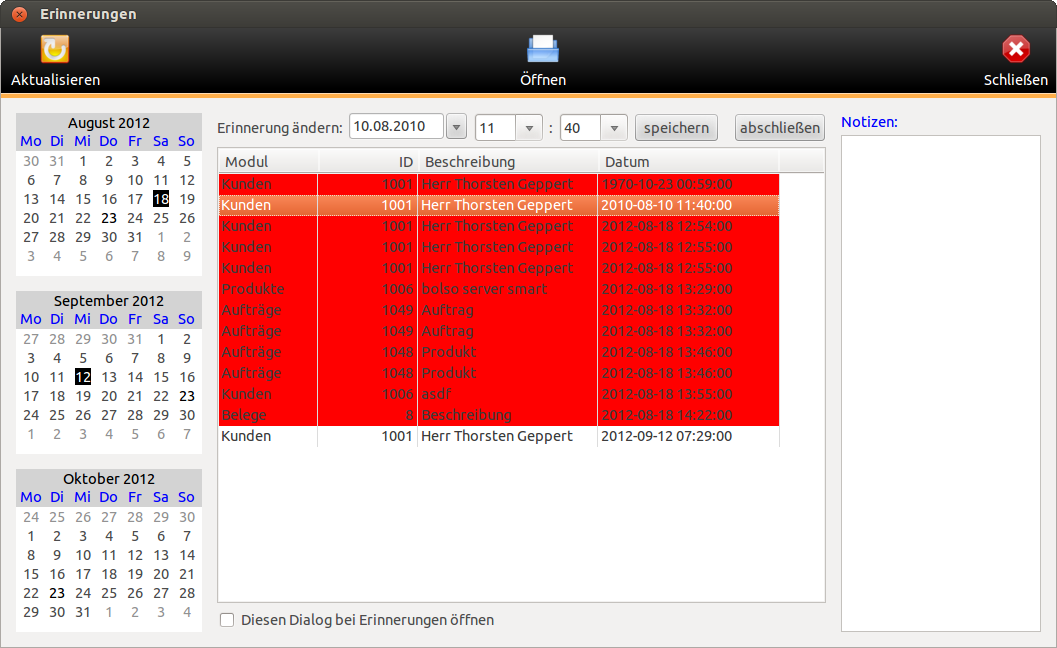 Erinnerungen
Aktualisieren Öffnen Schließen
August 2012
Mo Di Mi Do Fr Sa So
30 31 1 2 3 4 5
6 7 8 9 10 11 12
13 14 15 16 17 18 19
20 21 22 23 24 25 26
27 28 29 30 31 1 2
3 4 5 6 7 8 9
September 2012
Mo Di Mi Do Fr Sa So
27 28 29 30 31 1 2
3 4 5 6 7 8 9
10 11 12 13 14 15 16
17 18 19 20 21 22 23
24 25 26 27 28 29 30
1 2 3 4 5 6 7
Oktober 2012
Mo Di Mi Do Fr Sa So
24 25 26 27 28 29 30
1 2 3 4 5 6 7
8 9 10 11 12 13 14
15 16 17 18 19 20 21
22 23 24 25 26 27 28
29 30 31 1 2 3 4
Erinnerung ändern: 10.08.2010 11 : 40 speichern abschließen
Modul ID Beschreibung Datum
Kunden 1001 Herr Thorsten Geppert 1970-10-23 00:59:00
Kunden 1001 Herr Thorsten Geppert 2010-08-10 11:40:00
Kunden 1001 Herr Thorsten Geppert 2012-08-18 12:54:00
Kunden 1001 Herr Thorsten Geppert 2012-08-18 12:55:00
Kunden 1001 Herr Thorsten Geppert 2012-08-18 12:55:00
Produkte 1006 bolso server smart 2012-08-18 13:29:00
Aufträge 1049 Auftrag 2012-08-18 13:32:00
Aufträge 1049 Auftrag 2012-08-18 13:32:00
Aufträge 1048 Produkt 2012-08-18 13:46:00
Aufträge 1048 Produkt 2012-08-18 13:46:00
Kunden 1006 asdf 2012-08-18 13:55:00
Belege 8 Beschreibung 2012-08-18 14:22:00
Kunden 1001 Herr Thorsten Geppert 2012-09-12 07:29:00
Diesen Dialog bei Erinnerungen öffnen
Notizen: